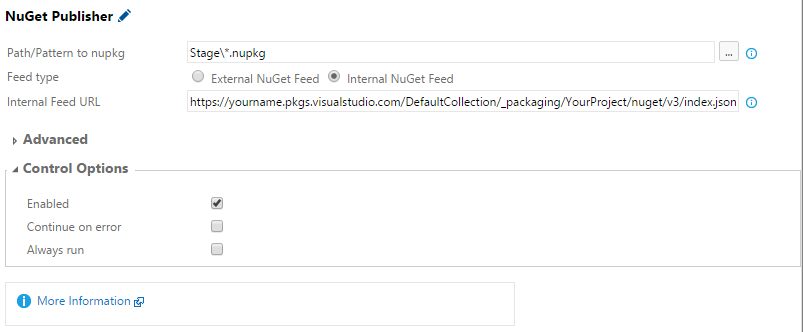 NuGet Publisher
Path/Pattern to nupkg Stage\*.nupkg ...
Feed type External NuGet Feed Internal NuGet Feed
Internal Feed URL https://yourname.pkgs.visualstudio.com/DefaultCollection/_packaging/YourProject/nuget/v3/index.json
Advanced
Control Options
Enabled
Continue on error
Always run
More Information